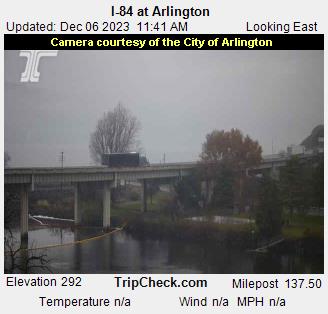 I-84 at Arlington
Updated: Dec 06 2023 11:41 AM Looking East
Camera courtesy of the City of Arlington
Elevation 292 TripCheck.com Milepost 137.50
Temperature n/a Wind n/a MPH n/a